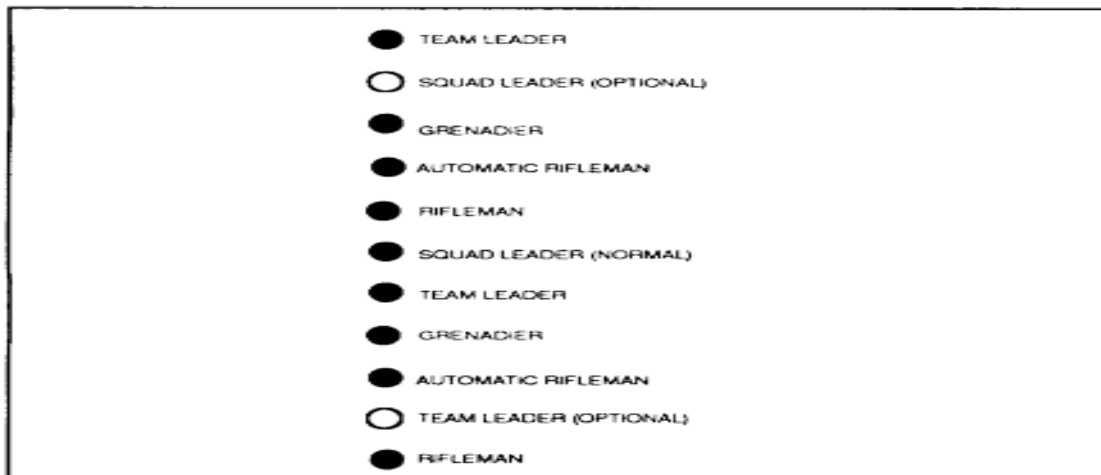 TEAM LEADER
SQUAD LEADER (OPTIONAL)
GRENADIER
AUTOMATIC RIFLEMAN
RIFLEMAN
SQUAD LEADER (NORMAL)
TEAM LEADER
GRENADIER
AUTOMATIC RIFLEMAN
TEAM LEADER (OPTIONAL)
RIFLEMAN